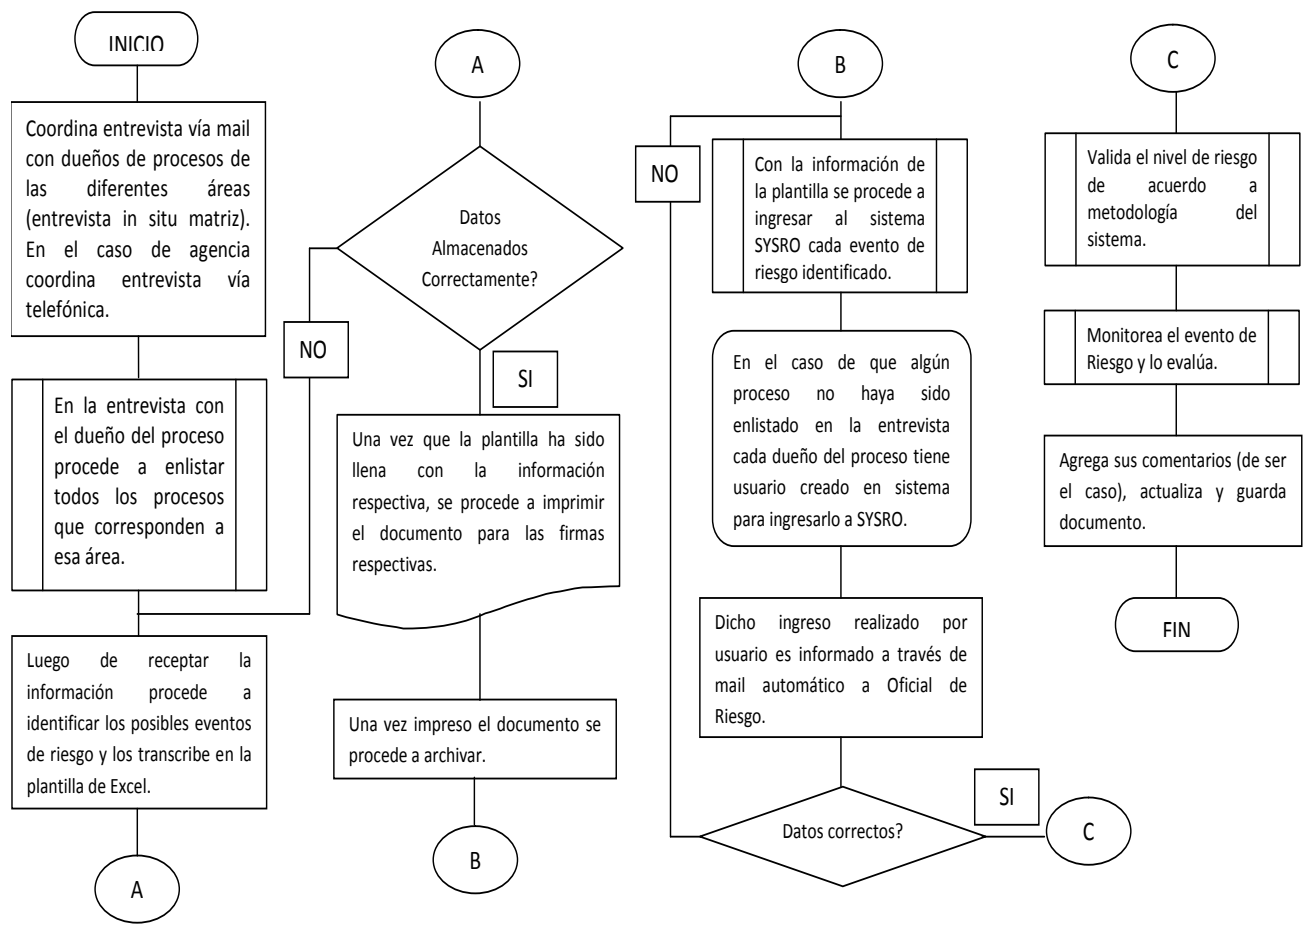 INICIO
Coordina entrevista vía mail
con dueños de procesos de
las diferentes áreas
(entrevista in situ matriz).
En el caso de agencia
coordina entrevista vía
telefónica.
En la entrevista con
el dueño del proceso
procede a enlistar
todos los procesos
que corresponden a
esa área.
Luego de receptar la
información procede a
identificar los posibles eventos
de riesgo y los transcribe en la
plantilla de Excel.
A
A
Datos
Almacenados
Correctamente?
NO
SI
Una vez que la plantilla ha sido
llena con la información
respectiva, se procede a imprimir
el documento para las firmas
respectivas.
Una vez impreso el documento se
procede a archivar.
B
B
NO
Con la información de
la plantilla se procede a
ingresar al sistema
SYSRO cada evento de
riesgo identificado.
En el caso de que algún
proceso no haya sido
enlistado en la entrevista
cada dueño del proceso tiene
usuario creado en sistema
para ingresarlo a SYSRO.
Dicho ingreso realizado por
usuario es informado a través de
mail automático a Oficial de
Riesgo.
Datos correctos?
SI
C
C
Valida el nivel de riesgo
de acuerdo a
metodología del
sistema.
Monitorea el evento de
Riesgo y lo evalúa.
Agrega sus comentarios (de ser
el caso), actualiza y guarda
documento.
FIN